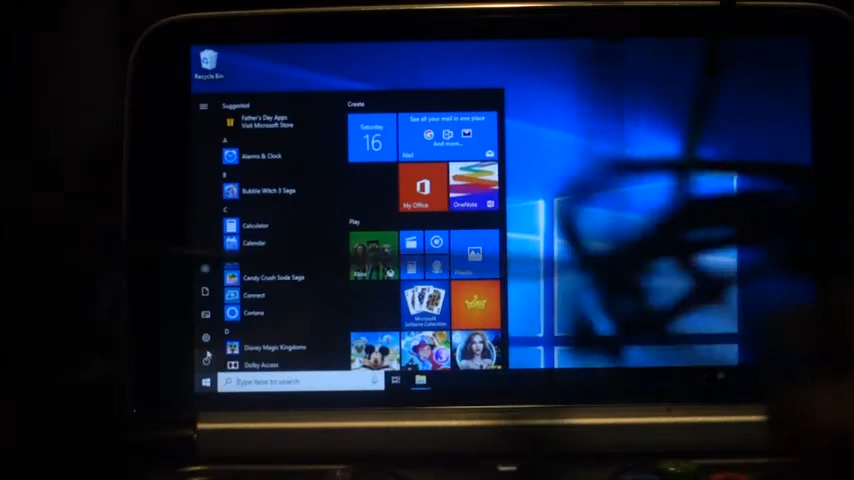 Recycle Bin
Suggested
Father's Day Apps
Visit Microsoft Store
A
Alarms & Clock
B
Bubble Witch 3 Saga
C
Calculator
Calendar
Candy Crush Soda Saga
Connect
Cortana
D
Disney Magic Kingdoms
Dolby Access
Create
Saturday
16
See all your mail in one place
And more...
Mail
My Office
OneNote
Play
Xbox
Photos
Microsoft
Solitaire Collection
Type here to search